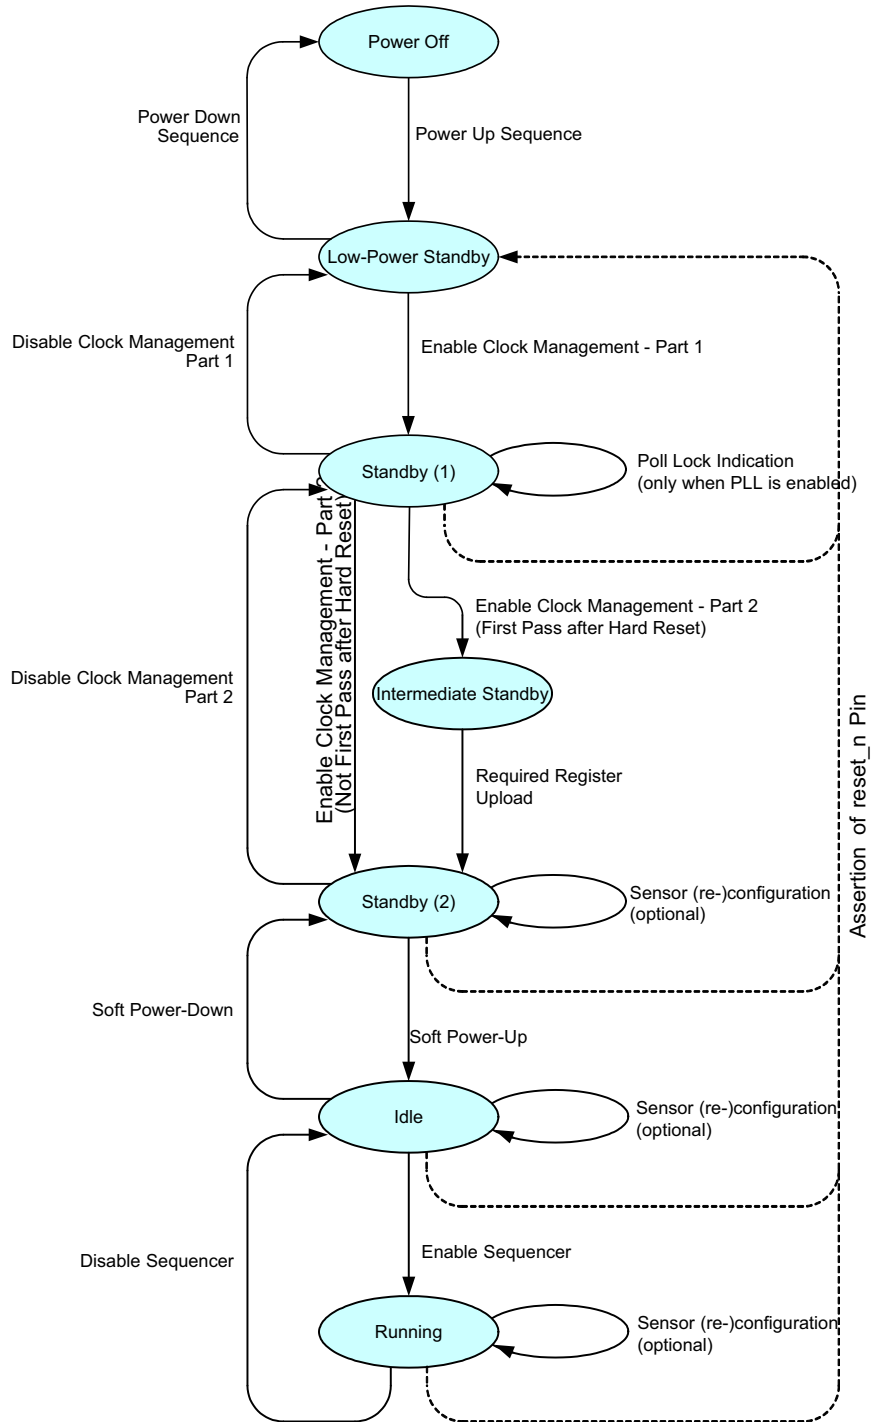 Power Off
Power Down
Sequence
Power Up Sequence
Low-Power Standby
Disable Clock Management
Part 1
Enable Clock Management - Part 1
Standby (1)
Poll Lock Indication
(only when PLL is enabled)
Enable Clock Management - Part
(Not First Pass after Hard Reset)
Enable Clock Management - Part 2
(First Pass after Hard Reset)
Disable Clock Management
Part 2
Intermediate Standby
Required Register
Upload
Assertion of reset_n Pin
Standby (2)
Sensor (re-)configuration
(optional)
Soft Power-Down
Soft Power-Up
Idle
Sensor (re-)configuration
(optional)
Disable Sequencer
Enable Sequencer
Running
Sensor (re-)configuration
(optional)